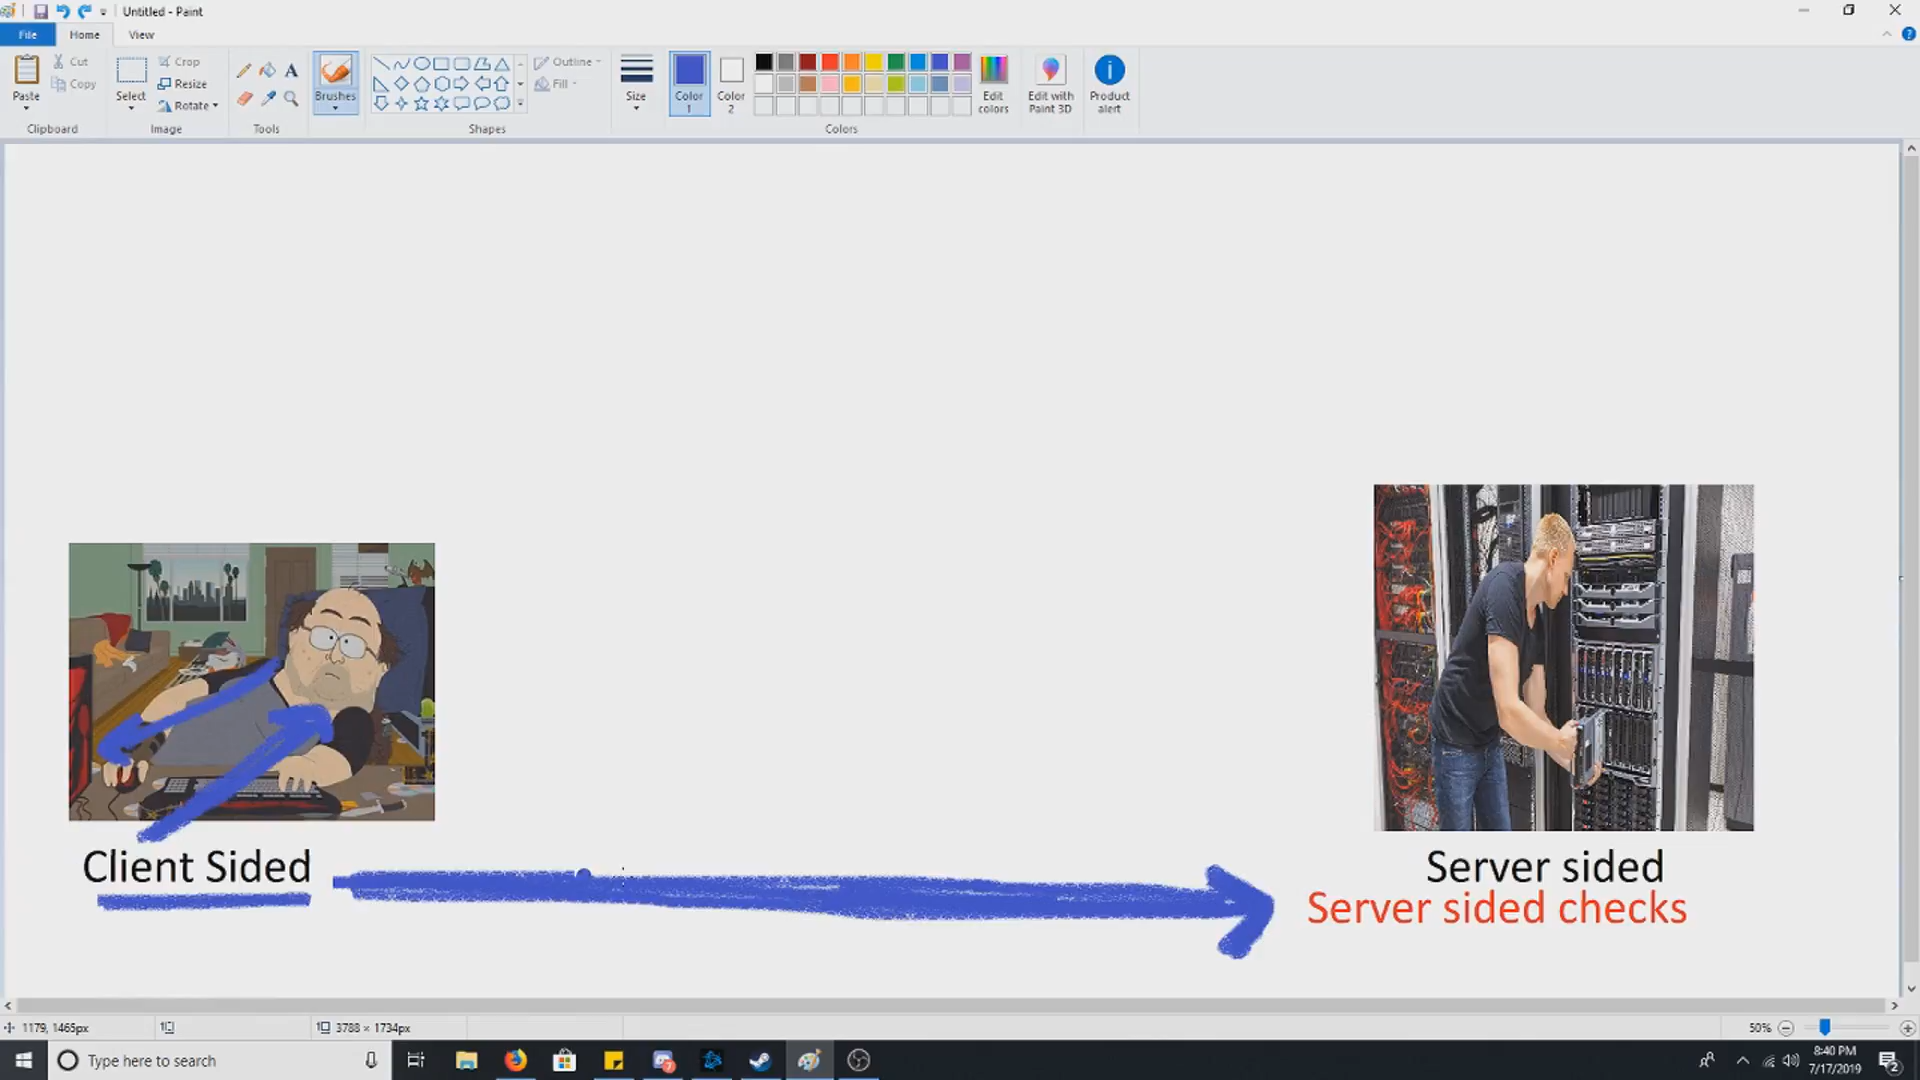 Untitled - Paint
File Home View
Paste
Cut
Copy
Clipboard
Select
Crop
Resize
Rotate
Image
A
Tools
Brushes
Shapes
Outline
Fill
Size
Color 1
Color 2
Colors
Edit colors
Edit with Paint 3D
Product alert
Client Sided
Server sided
Server sided checks
1179, 1465px
3788 × 1734px
50%
Type here to search
8:40 PM
7/17/2019